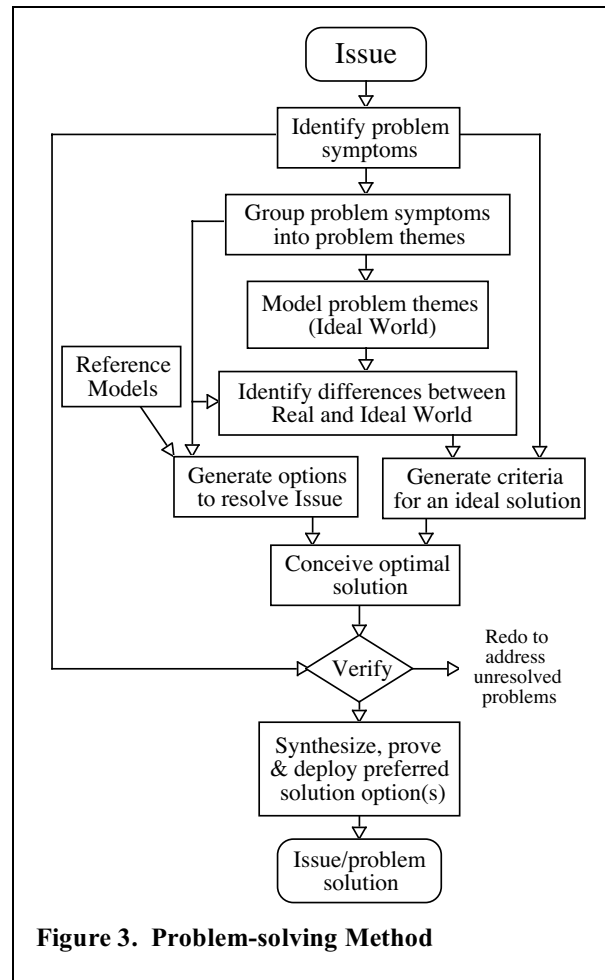 Issue
Identify problem
symptoms
Group problem symptoms
into problem themes
Model problem themes
(Ideal World)
Reference
Models
Identify differences between
Real and Ideal World
Generate options
to resolve Issue
Generate criteria
for an ideal solution
Conceive optimal
solution
Verify
Redo to
address
unresolved
problems
Synthesize, prove
& deploy preferred
solution option(s)
Issue/problem
solution
Figure 3.  Problem-solving Method